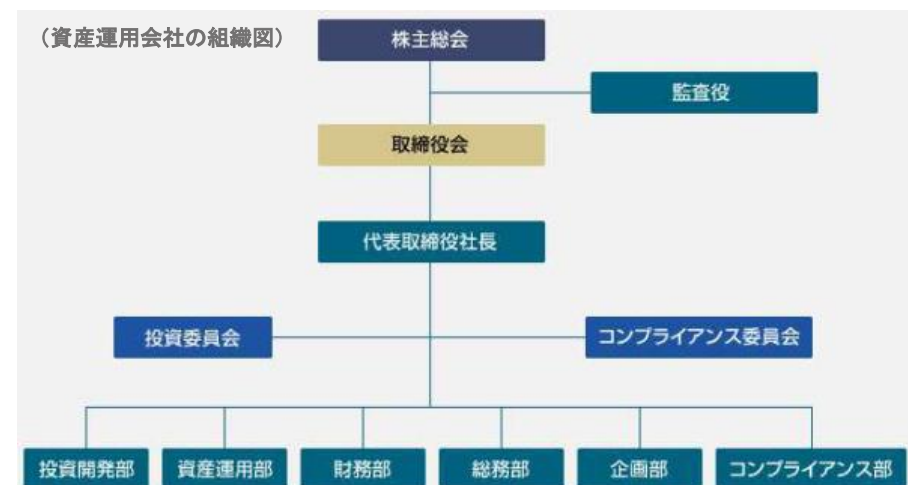 (資産運用会社の組織図)
株主総会
監査役
取締役会
代表取締役社長
投資委員会
コンプライアンス委員会
投資開発部
資産運用部
財務部
総務部
企画部
コンプライアンス部